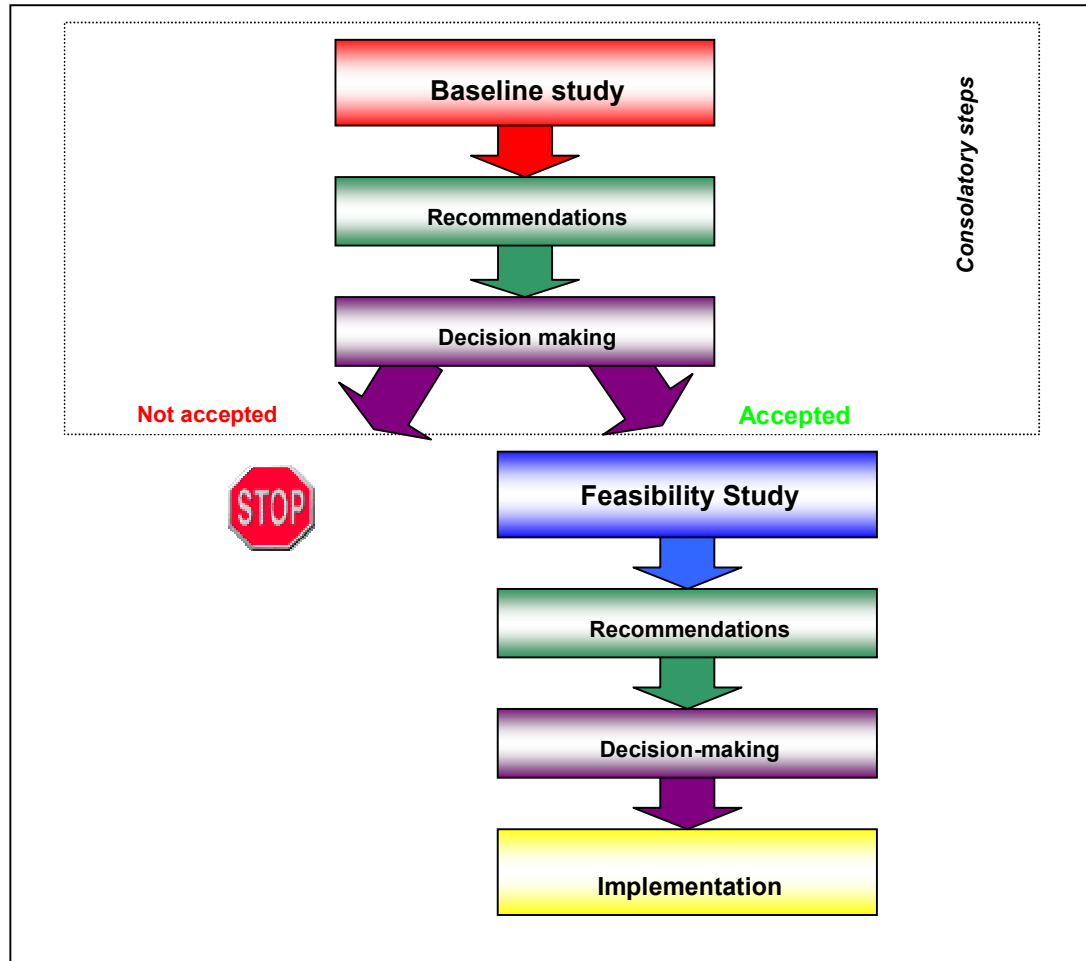 Baseline study
Consolatory steps
Recommendations
Decision making
Not accepted
Accepted
STOP
Feasibility Study
Recommendations
Decision-making
Implementation